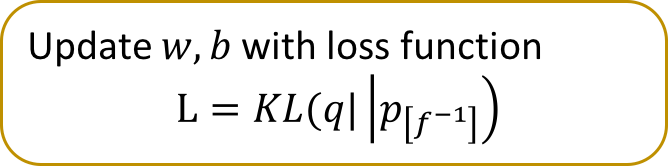 Update w, b with loss function
L = KL(q| |p[f−1])